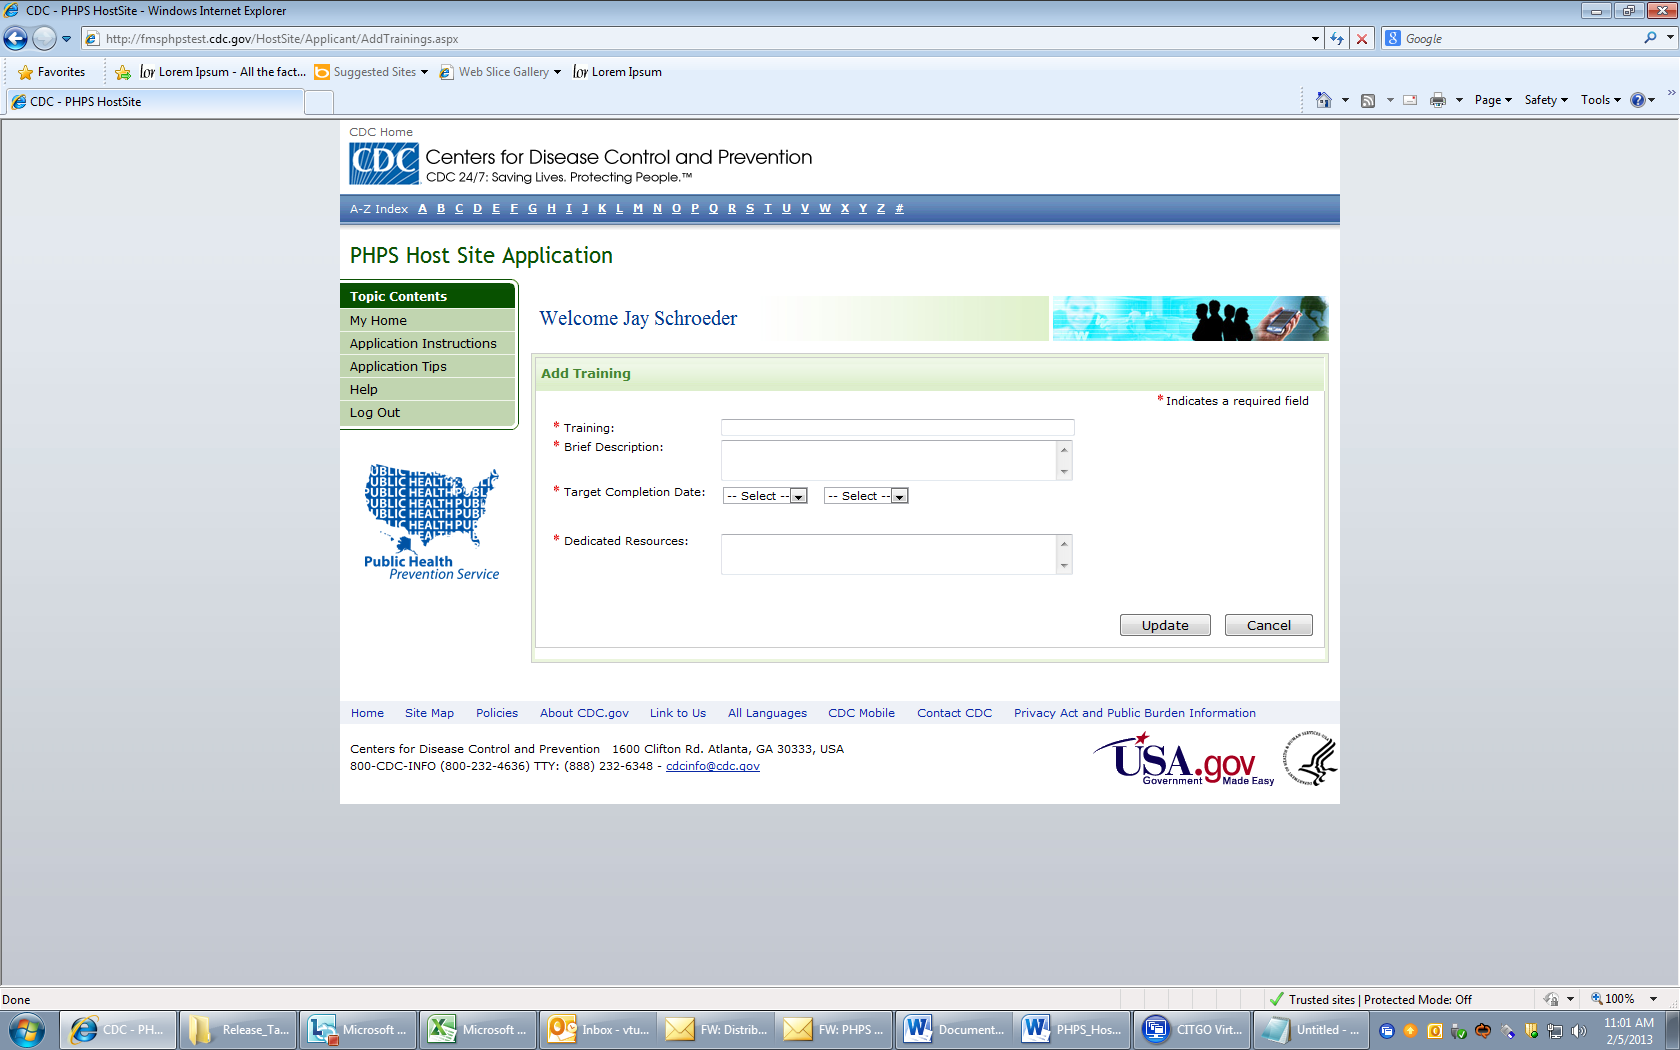 CDC - PHPS HostSite - Windows Internet Explorer
http://fmsphpstest.cdc.gov/HostSite/Applicant/AddTrainings.aspx
Google
Favorites
lor Lorem Ipsum - All the fact...
Suggested Sites
Web Slice Gallery
lor Lorem Ipsum
CDC - PHPS HostSite
Page
Safety
Tools
CDC Home
CDC Centers for Disease Control and Prevention
CDC 24/7: Saving Lives. Protecting People.™
A-Z Index A B C D E F G H I J K L M N O P Q R S T U V W X Y Z #
PHPS Host Site Application
Topic Contents
My Home
Application Instructions
Application Tips
Help
Log Out
Public Health
Prevention Service
Welcome Jay Schroeder
Add Training
* Indicates a required field
* Training:
* Brief Description:
* Target Completion Date: -- Select -- -- Select --
* Dedicated Resources:
Update Cancel
Home Site Map Policies About CDC.gov Link to Us All Languages CDC Mobile Contact CDC Privacy Act and Public Burden Information
Centers for Disease Control and Prevention 1600 Clifton Rd. Atlanta, GA 30333, USA
800-CDC-INFO (800-232-4636) TTY: (888) 232-6348 - cdcinfo@cdc.gov
USA.gov
Government Made Easy
Done
Trusted sites | Protected Mode: Off
100%
CDC - PH...
Release_Ta...
Microsoft ...
Microsoft ...
Inbox - vtu...
FW: Distrib...
FW: PHPS ...
Document...
PHPS_Hos...
CITGO Virt...
Untitled - ...
11:01 AM
2/5/2013